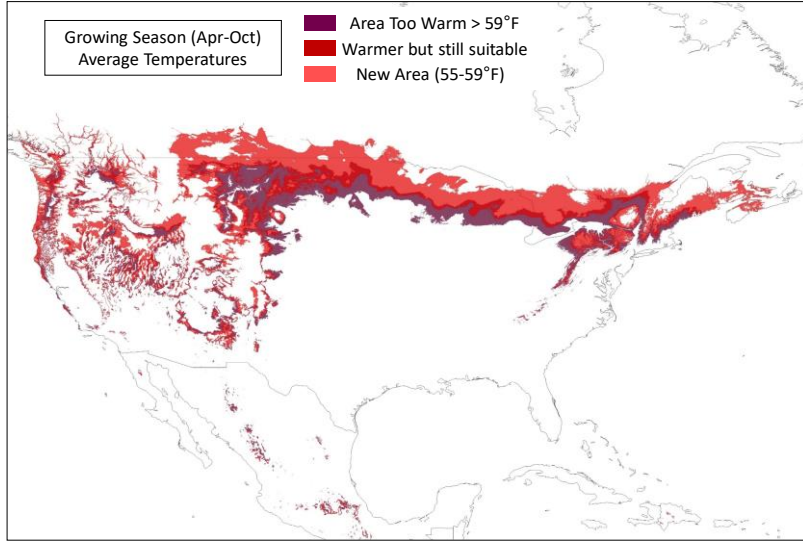 Growing Season (Apr-Oct)
Average Temperatures
Area Too Warm > 59°F
Warmer but still suitable
New Area (55-59°F)